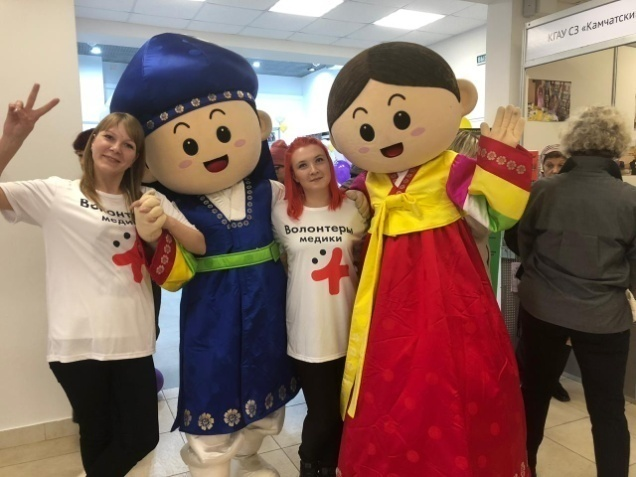 Волонтеры
медики
Волонтеры
медики
КГАУ СЗ «Камчатски